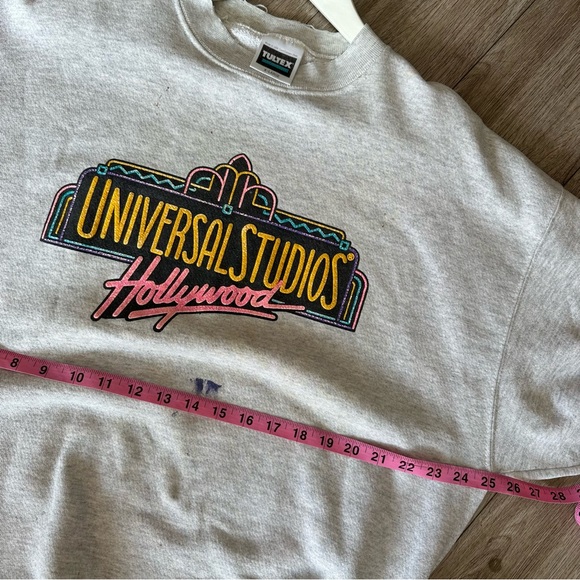 TULTEX
UNIVERSAL STUDIOS®
Hollywood
8 9 10 11 12 13 14 15 16 17 18 19 20 21 22 23 24 25 26 27 28